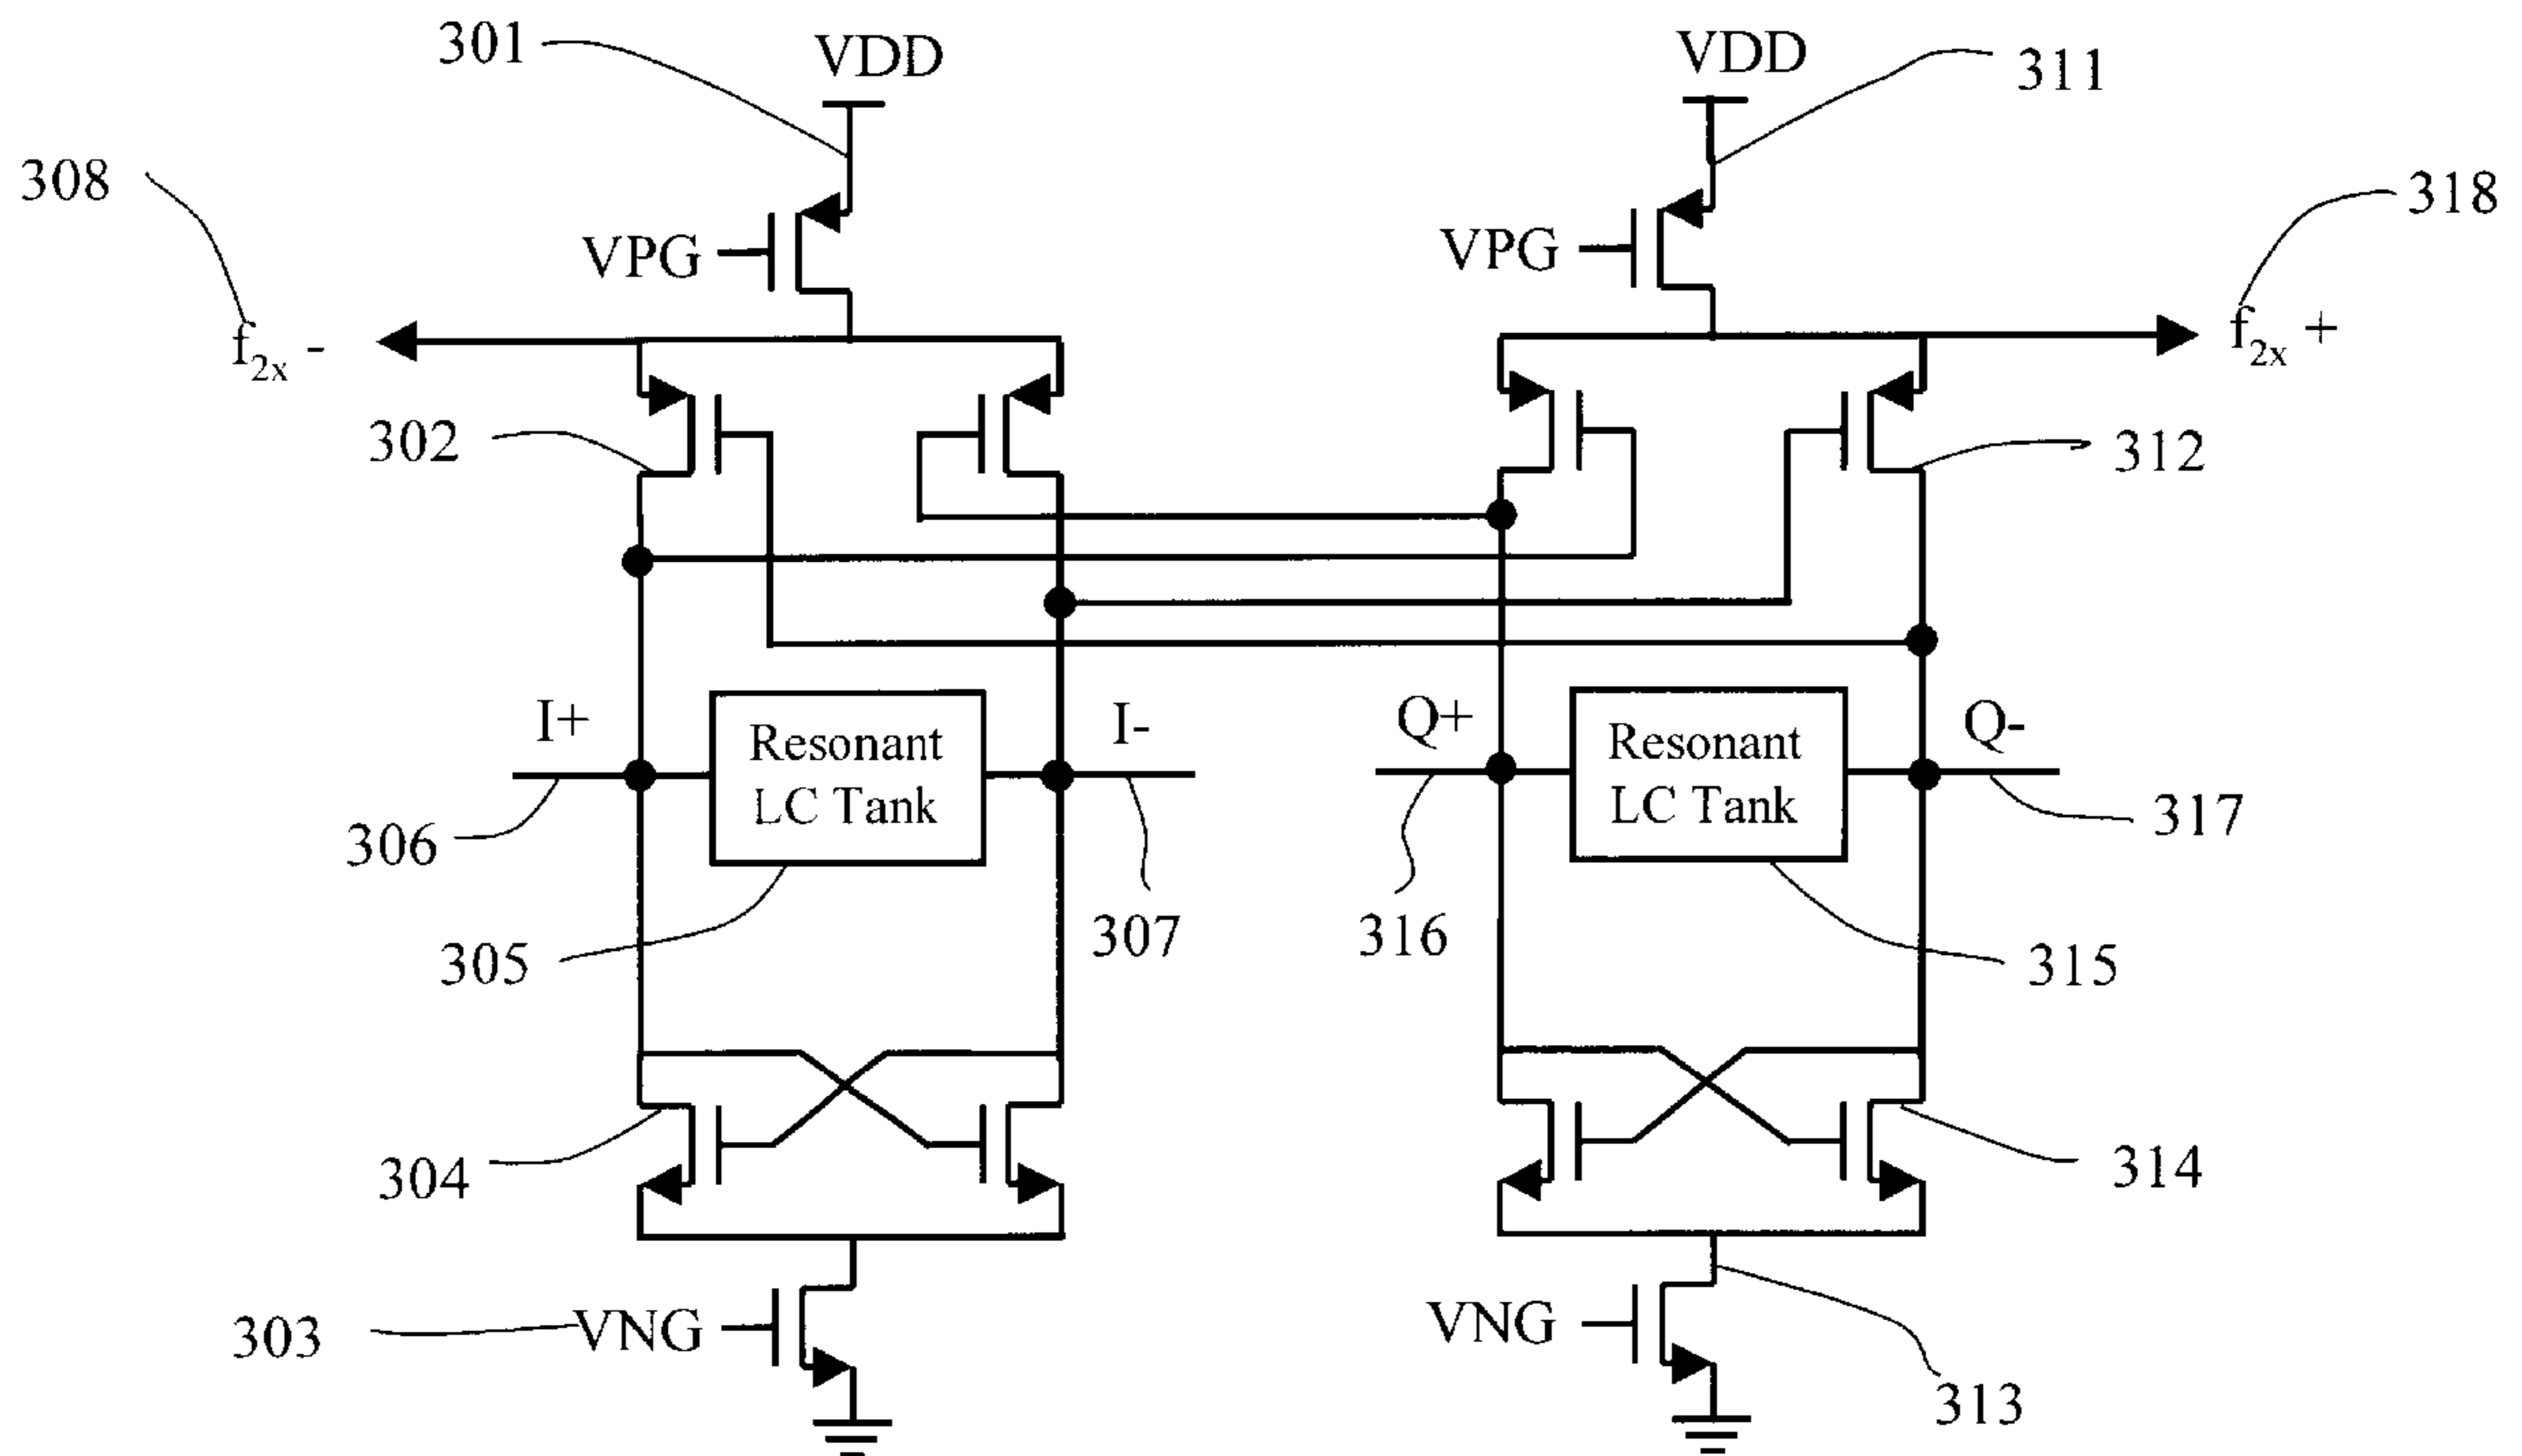 301
VDD
VDD
311
308
318
VPG
VPG
f2x -
f2x +
302
312
I+
Resonant
LC Tank
I-
Q+
Resonant
LC Tank
Q-
306
317
307
316
305
315
304
314
303
VNG
VNG
313